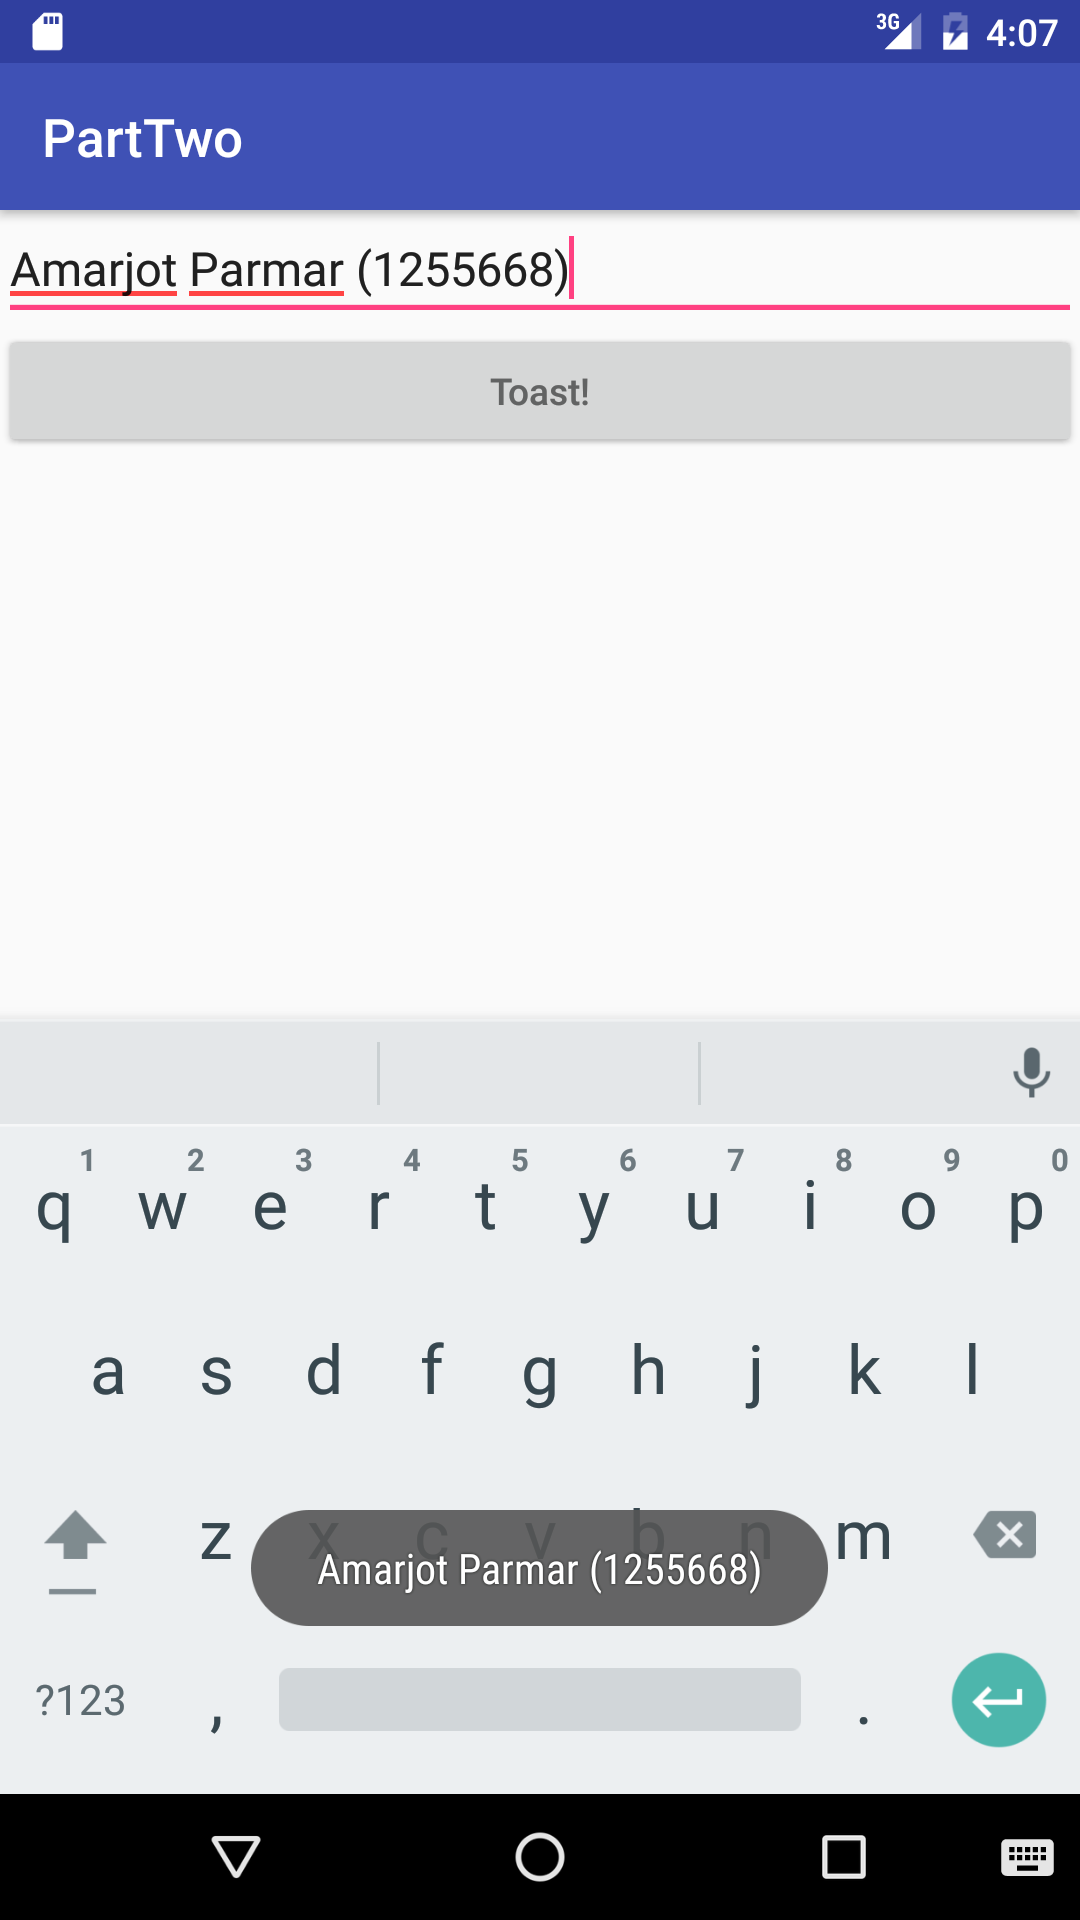 3G 4:07
PartTwo
Amarjot Parmar (1255668)
Toast!
1 2 3 4 5 6 7 8 9 0
q w e r t y u i o p
a s d f g h j k l
z x c v b n m
Amarjot Parmar (1255668)
?123 , .